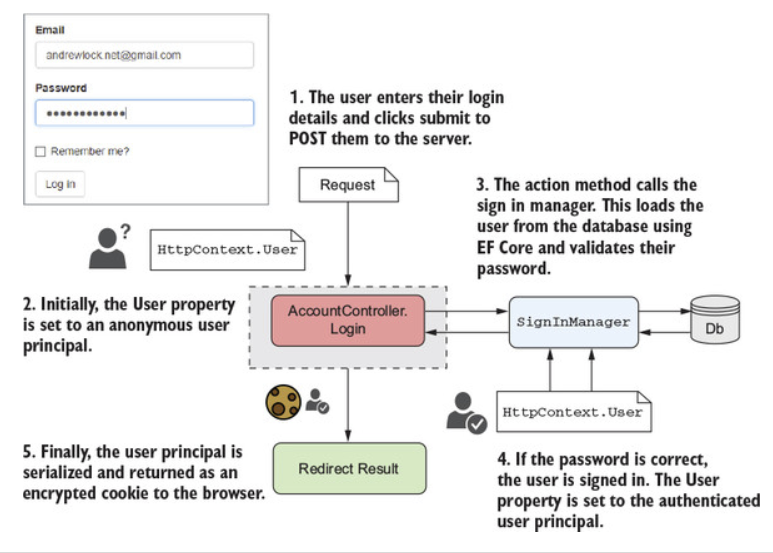 Email
andrewlock.net@gmail.com
Password
Remember me?
Log in
1. The user enters their login
details and clicks submit to
POST them to the server.
Request
3. The action method calls the
sign in manager. This loads the
user from the database using
EF Core and validates their
password.
?
HttpContext.User
2. Initially, the User property
is set to an anonymous user
principal.
AccountController.
Login
SignInManager
Db
HttpContext.User
5. Finally, the user principal is
serialized and returned as an
encrypted cookie to the browser.
Redirect Result
4. If the password is correct,
the user is signed in. The User
property is set to the authenticated
user principal.